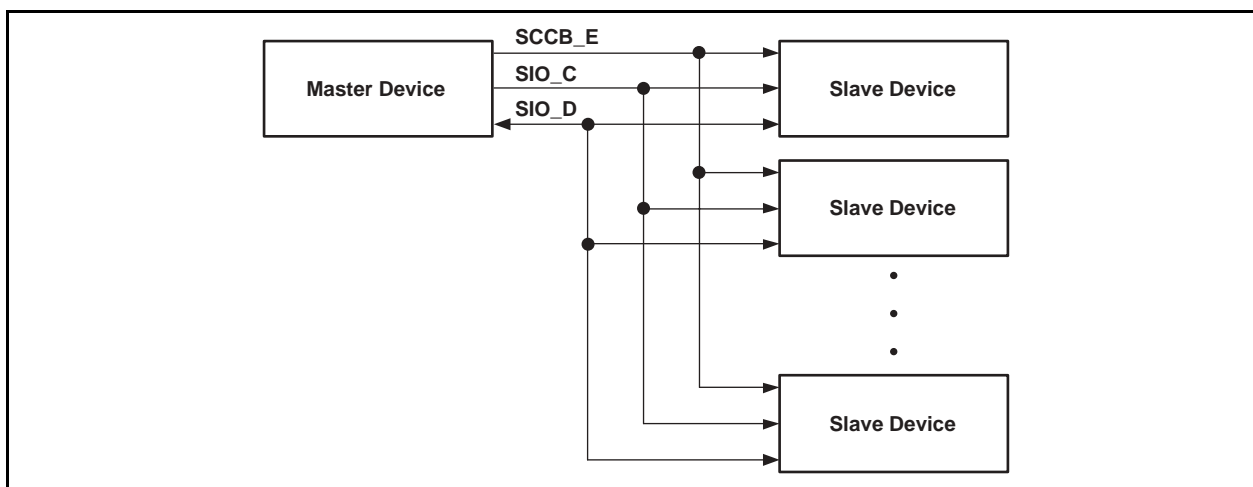 SCCB_E
SIO_C
SIO_D
Master Device
Slave Device
Slave Device
Slave Device